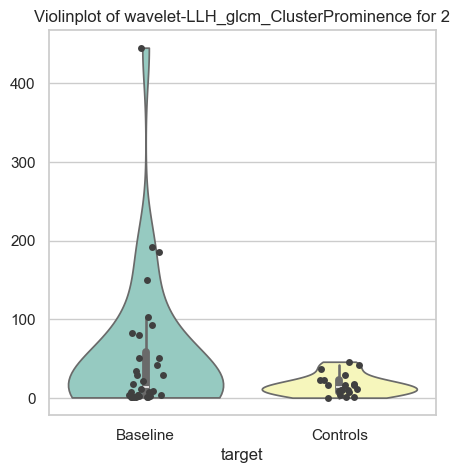 Violinplot of wavelet-LLH_glcm_ClusterProminence for 2
400
300
200
100
0
Baseline
Controls
target